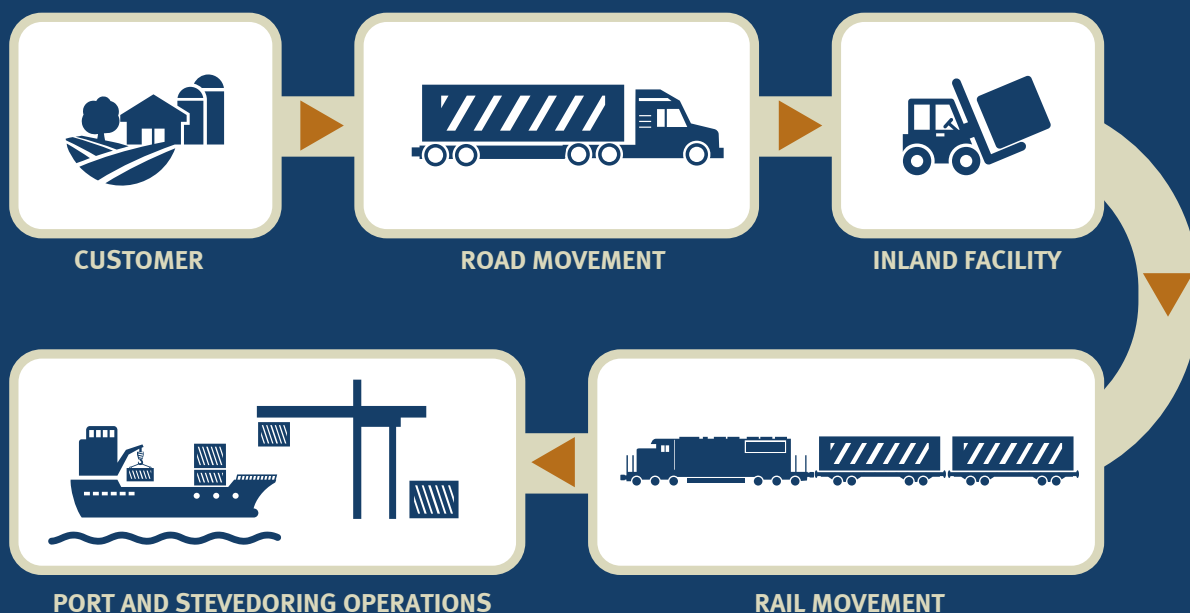 CUSTOMER
ROAD MOVEMENT
INLAND FACILITY
PORT AND STEVEDORING OPERATIONS
RAIL MOVEMENT